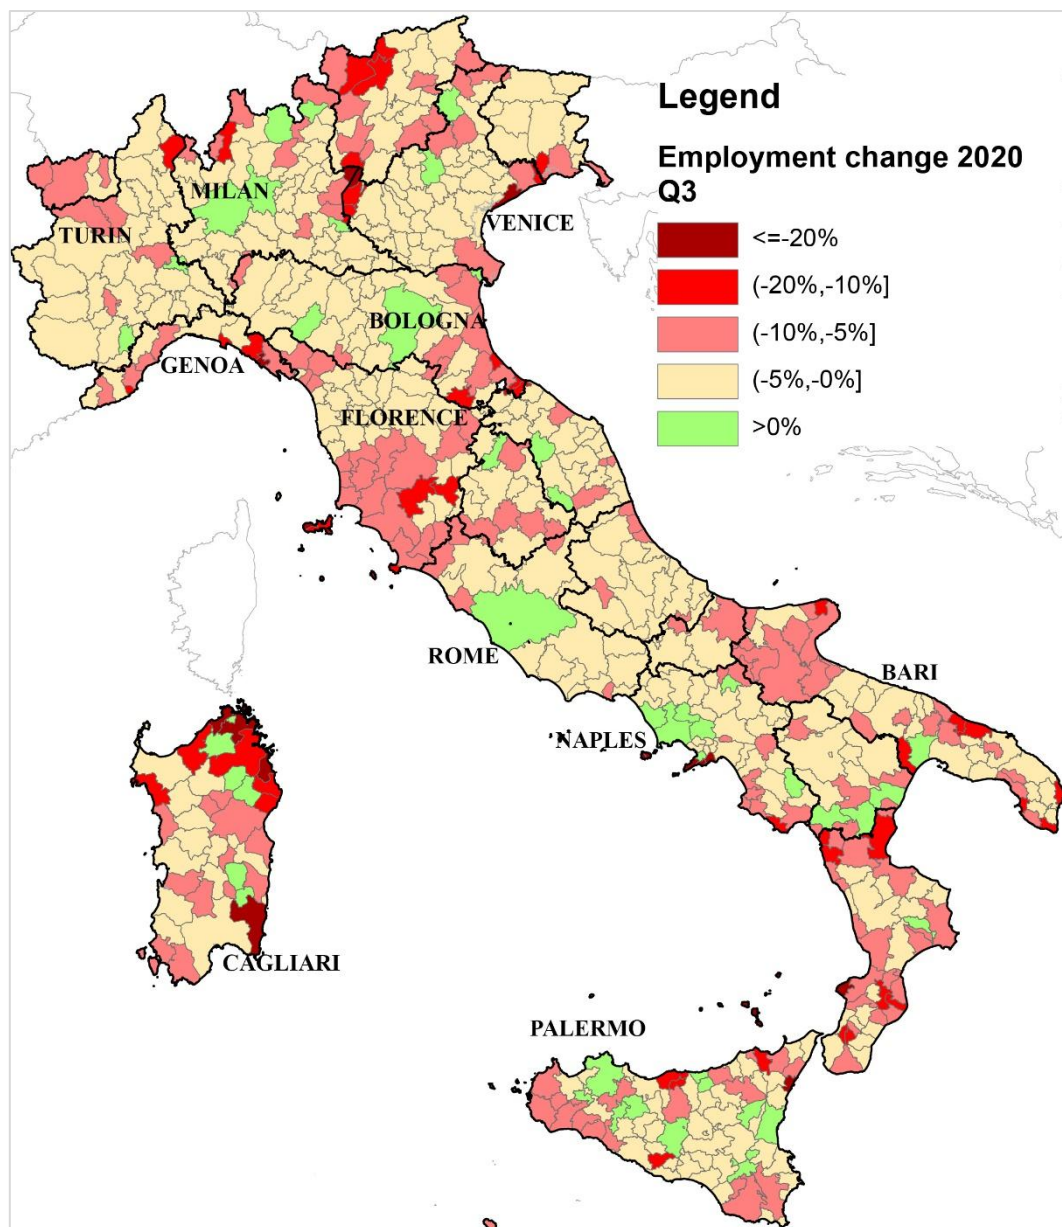 Legend
Employment change 2020
Q3
<=-20%
(-20%,-10%]
(-10%,-5%]
(-5%,-0%]
>0%
MILAN
VENICE
TURIN
BOLOGNA
GENOA
FLORENCE
ROME
BARI
NAPLES
CAGLIARI
PALERMO